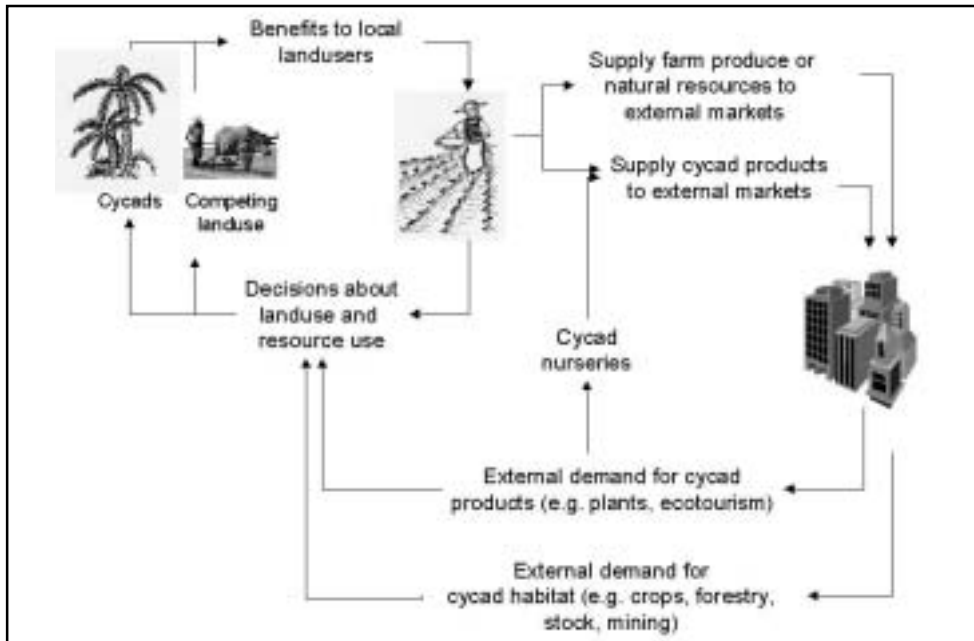 Benefits to local
landusers
Supply farm produce or
natural resources to
external markets
Supply cycad products
to external markets
Cycads
Competing
landuse
Decisions about
landuse and
resource use
Cycad
nurseries
External demand for cycad
products (e.g. plants, ecotourism)
External demand for
cycad habitat (e.g. crops, forestry,
stock, mining)